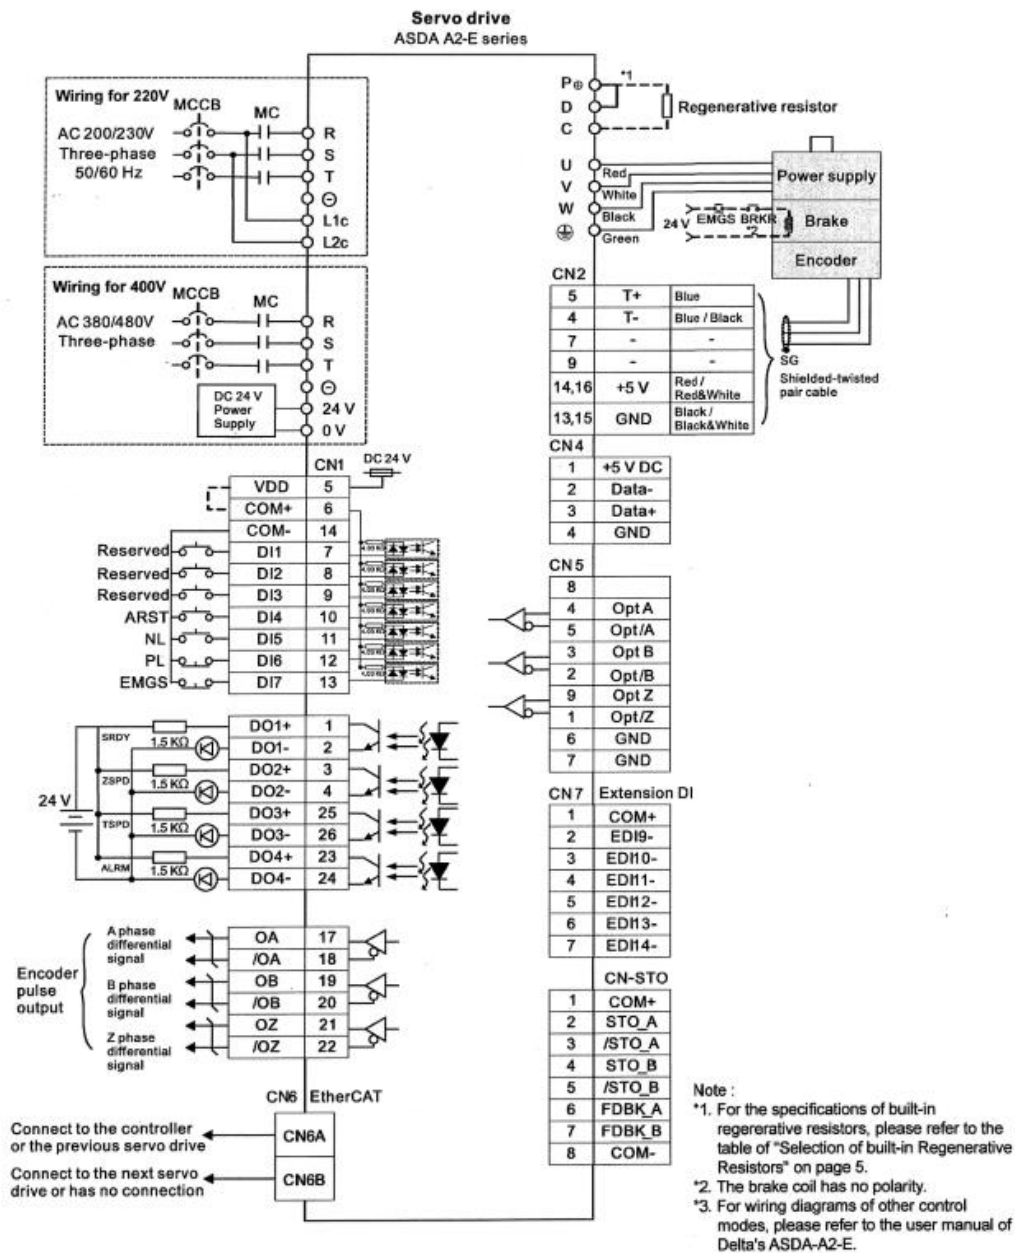 Servo drive
ASDA A2-E series
Wiring for 220V
MCCB
MC
AC 200/230V
Three-phase
50/60 Hz
R
S
T
⊖
L1c
L2c
Wiring for 400V
MCCB
MC
AC 380/480V
Three-phase
R
S
T
⊖
DC 24 V
Power
Supply
24 V
0 V
CN1
DC 24 V
VDD 5
COM+ 6
COM- 14
Reserved DI1 7
Reserved DI2 8
Reserved DI3 9
ARST DI4 10
NL DI5 11
PL DI6 12
EMGS DI7 13
24 V
SRDY
1.5 KΩ
DO1+ 1
DO1- 2
ZSPD
1.5 KΩ
DO2+ 3
DO2- 4
TSPD
1.5 KΩ
DO3+ 25
DO3- 26
ALRM
1.5 KΩ
DO4+ 23
DO4- 24
Encoder
pulse
output
A phase
differential
signal
B phase
differential
signal
Z phase
differential
signal
OA 17
/OA 18
OB 19
/OB 20
OZ 21
/OZ 22
CN6 EtherCAT
Connect to the controller
or the previous servo drive
CN6A
Connect to the next servo
drive or has no connection
CN6B
P⊕
D
C
*1
Regenerative resistor
U
V
W
Red
White
Black
Green
24 V
EMGS BRKR
*2
Power supply
Brake
Encoder
CN2
5 T+ Blue
4 T- Blue / Black
7 - -
9 - -
14,16 +5 V Red / Red&White
13,15 GND Black / Black&White
SG
Shielded-twisted
pair cable
CN4
1 +5 V DC
2 Data-
3 Data+
4 GND
CN5
8
4 Opt A
5 Opt/A
3 Opt B
2 Opt/B
9 Opt Z
1 Opt/Z
6 GND
7 GND
CN7 Extension DI
1 COM+
2 EDI9-
3 EDI10-
4 EDI11-
5 EDI12-
6 EDI13-
7 EDI14-
CN-STO
1 COM+
2 STO_A
3 /STO_A
4 STO_B
5 /STO_B
6 FDBK_A
7 FDBK_B
8 COM-
Note :
*1. For the specifications of built-in
regererative resistors, please refer to the
table of "Selection of built-in Regenerative
Resistors" on page 5.
*2. The brake coil has no polarity.
*3. For wiring diagrams of other control
modes, please refer to the user manual of
Delta's ASDA-A2-E.